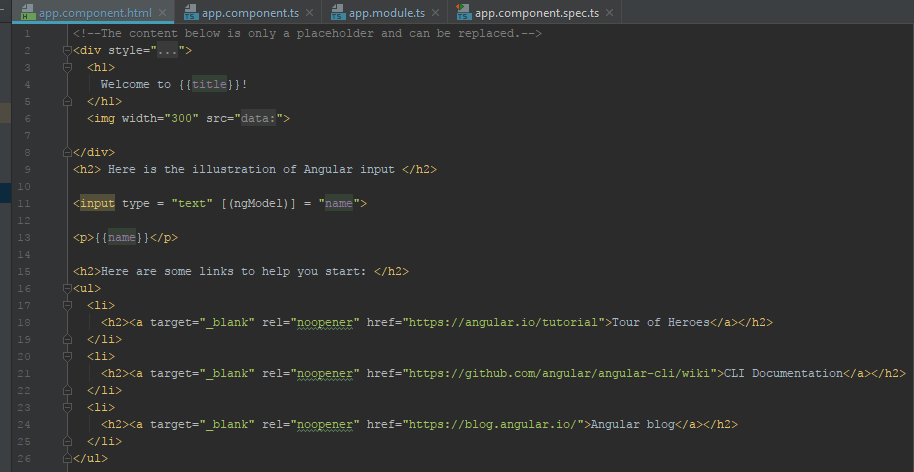 app.component.html × app.component.ts × app.module.ts × app.component.spec.ts ×
1 <!--The content below is only a placeholder and can be replaced.-->
2 <div style="...">
3 <h1>
4 Welcome to {{title}}!
5 </h1>
6 <img width="300" src="data:">
7
8 </div>
9 <h2> Here is the illustration of Angular input </h2>
10
11 <input type = "text" [(ngModel)] = "name">
12
13 <p>{{name}}</p>
14
15 <h2>Here are some links to help you start: </h2>
16 <ul>
17 <li>
18 <h2><a target="_blank" rel="noopener" href="https://angular.io/tutorial">Tour of Heroes</a></h2>
19 </li>
20 <li>
21 <h2><a target="_blank" rel="noopener" href="https://github.com/angular/angular-cli/wiki">CLI Documentation</a></h2>
22 </li>
23 <li>
24 <h2><a target="_blank" rel="noopener" href="https://blog.angular.io/">Angular blog</a></h2>
25 </li>
26 </ul>